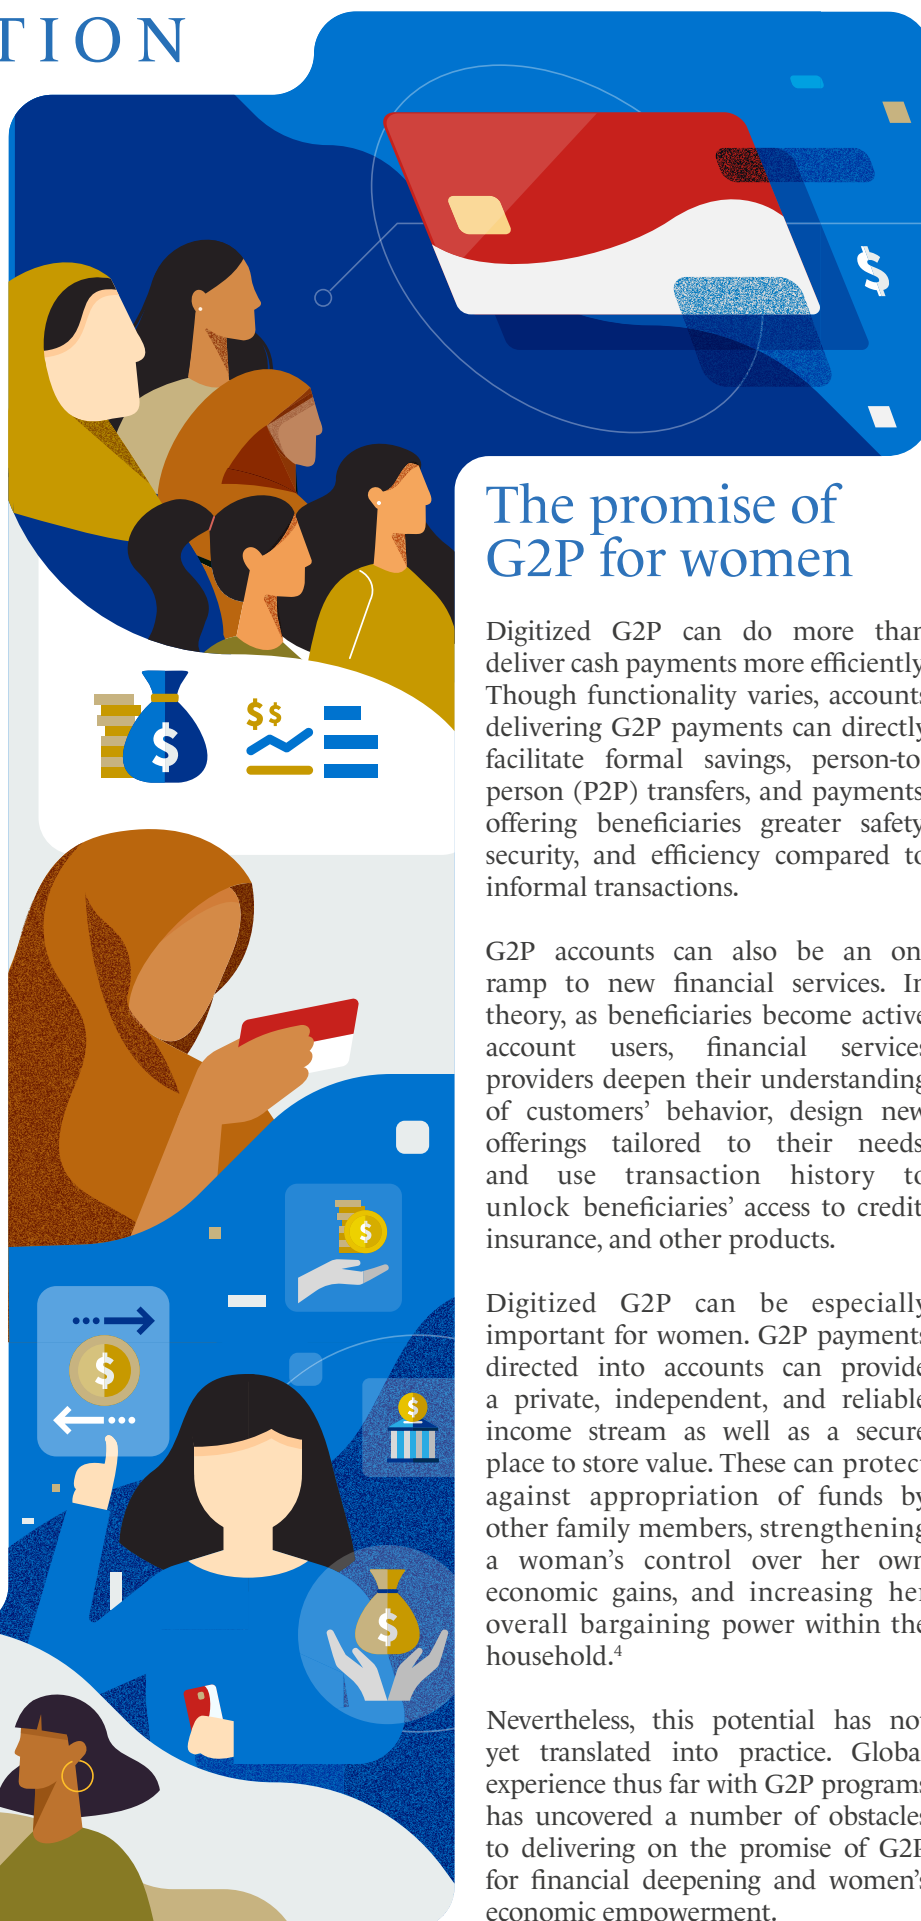 TION
The promise of
G2P for women
Digitized G2P can do more than
deliver cash payments more efficiently
Though functionality varies, accounts
delivering G2P payments can directly
facilitate formal savings, person-to
person (P2P) transfers, and payments
offering beneficiaries greater safety
security, and efficiency compared to
informal transactions.
G2P accounts can also be an on
ramp to new financial services. In
theory, as beneficiaries become active
account users, financial services
providers deepen their understanding
of customers’ behavior, design new
offerings tailored to their needs
and use transaction history to
unlock beneficiaries’ access to credit
insurance, and other products.
Digitized G2P can be especially
important for women. G2P payments
directed into accounts can provide
a private, independent, and reliable
income stream as well as a secure
place to store value. These can protect
against appropriation of funds by
other family members, strengthening
a woman’s control over her own
economic gains, and increasing her
overall bargaining power within the
household.⁴
Nevertheless, this potential has not
yet translated into practice. Global
experience thus far with G2P programs
has uncovered a number of obstacles
to delivering on the promise of G2P
for financial deepening and women’s
economic empowerment.